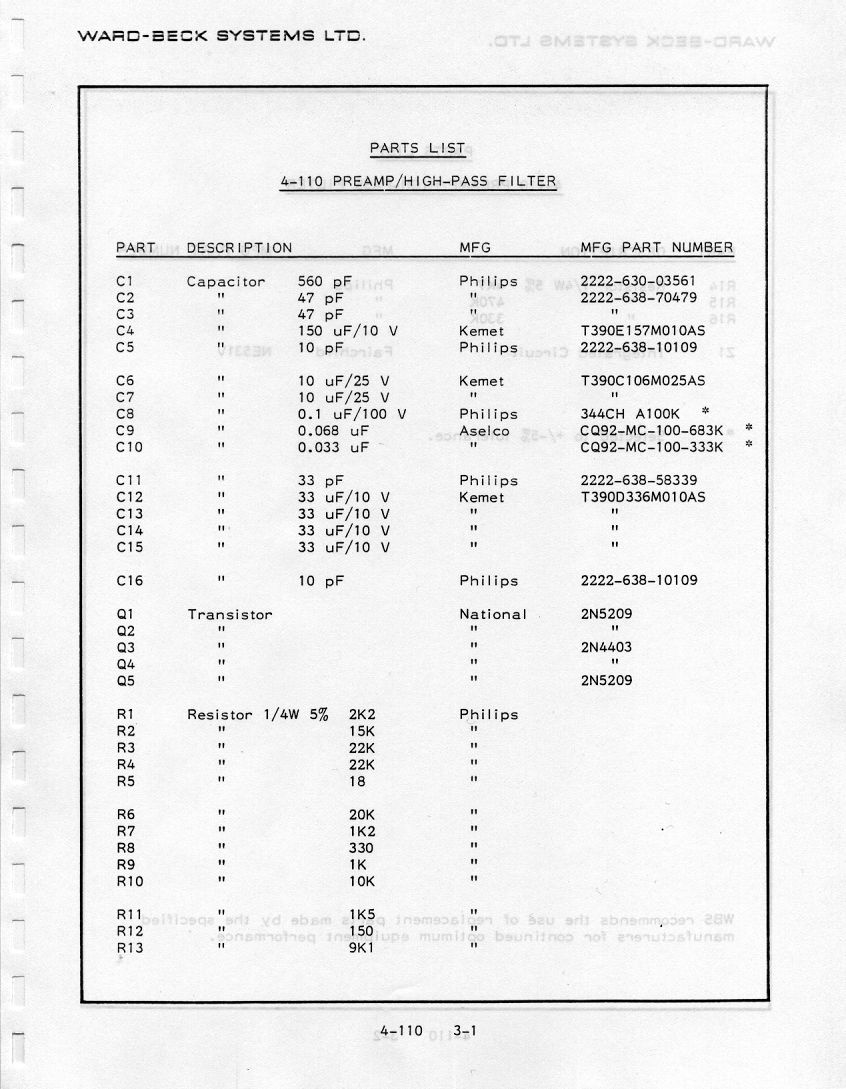 WARD-BECK SYSTEMS LTD.
PARTS LIST
4-110 PREAMP/HIGH-PASS FILTER
PART DESCRIPTION MFG MFG PART NUMBER
C1 Capacitor 560 pF Philips 2222-630-03561
C2 " 47 pF " 2222-638-70479
C3 " 47 pF " "
C4 " 150 uF/10 V Kemet T390E157M010AS
C5 " 10 pF Philips 2222-638-10109
C6 " 10 uF/25 V Kemet T390C106M025AS
C7 " 10 uF/25 V " "
C8 " 0.1 uF/100 V Philips 344CH A100K *
C9 " 0.068 uF Aselco CQ92-MC-100-683K *
C10 " 0.033 uF " CQ92-MC-100-333K *
C11 " 33 pF Philips 2222-638-58339
C12 " 33 uF/10 V Kemet T390D336M010AS
C13 " 33 uF/10 V " "
C14 " 33 uF/10 V " "
C15 " 33 uF/10 V " "
C16 " 10 pF Philips 2222-638-10109
Q1 Transistor National 2N5209
Q2 " " "
Q3 " " 2N4403
Q4 " " "
Q5 " " 2N5209
R1 Resistor 1/4W 5% 2K2 Philips
R2 " 15K "
R3 " 22K "
R4 " 22K "
R5 " 18 "
R6 " 20K "
R7 " 1K2 "
R8 " 330 "
R9 " 1K "
R10 " 10K "
R11 " 1K5 "
R12 " 150 "
R13 " 9K1 "
4-110 3-1